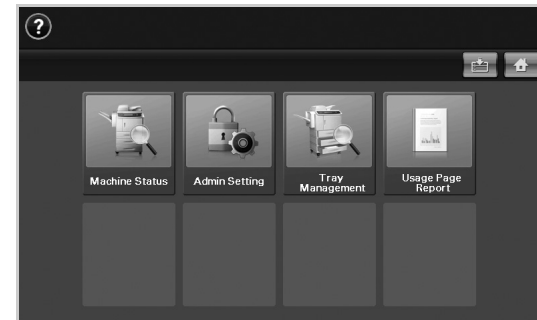 ?
Machine Status
Admin Setting
Tray
Management
Usage Page
Report